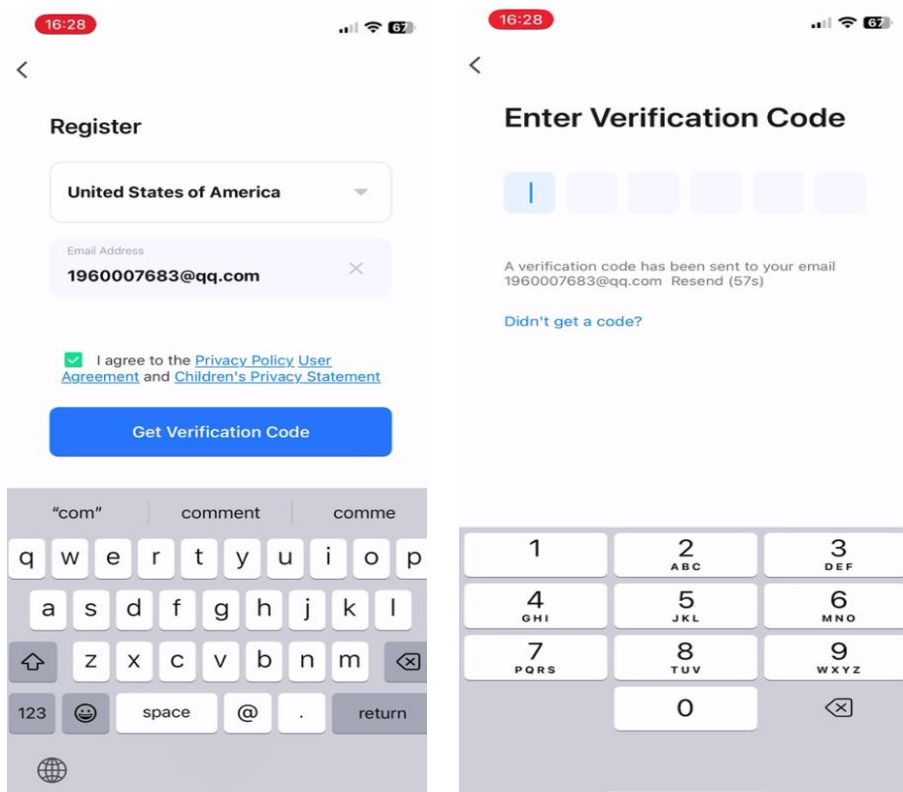 16:28
67
Register
United States of America
Email Address
1960007683@qq.com
I agree to the Privacy Policy User
Agreement and Children's Privacy Statement
Get Verification Code
"com" comment comme
q w e r t y u i o p
a s d f g h j k l
z x c v b n m
123 space @ . return
16:28
67
Enter Verification Code
A verification code has been sent to your email
1960007683@qq.com Resend (57s)
Didn't get a code?
1 2 3
ABC DEF
4 5 6
GHI JKL MNO
7 8 9
PQRS TUV WXYZ
0